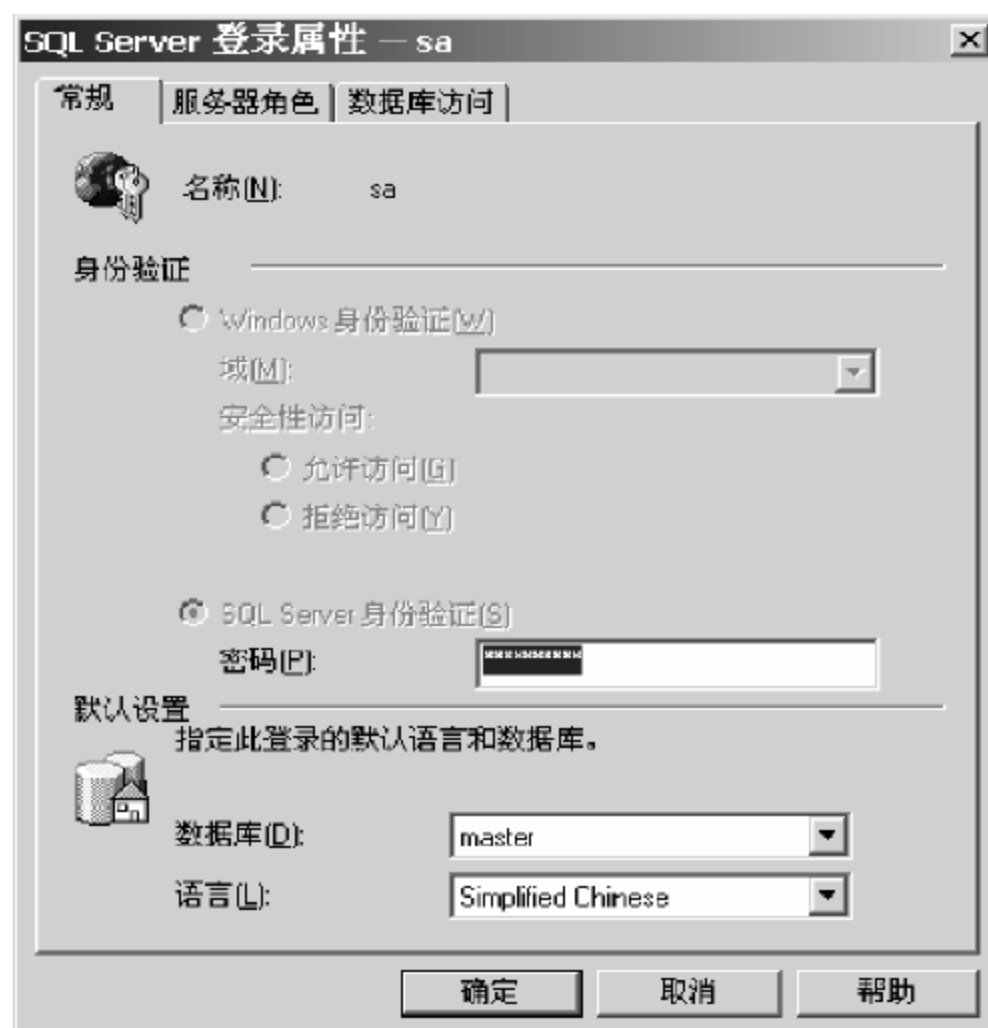 SQL Server 登录属性 — sa
常规 服务器角色 数据库访问
名称(N): sa
身份验证
Windows 身份验证(W)
域(M):
安全性访问:
允许访问(G)
拒绝访问(Y)
SQL Server 身份验证(S)
密码(P): **********
默认设置
指定此登录的默认语言和数据库。
数据库(D): master
语言(L): Simplified Chinese
确定 取消 帮助